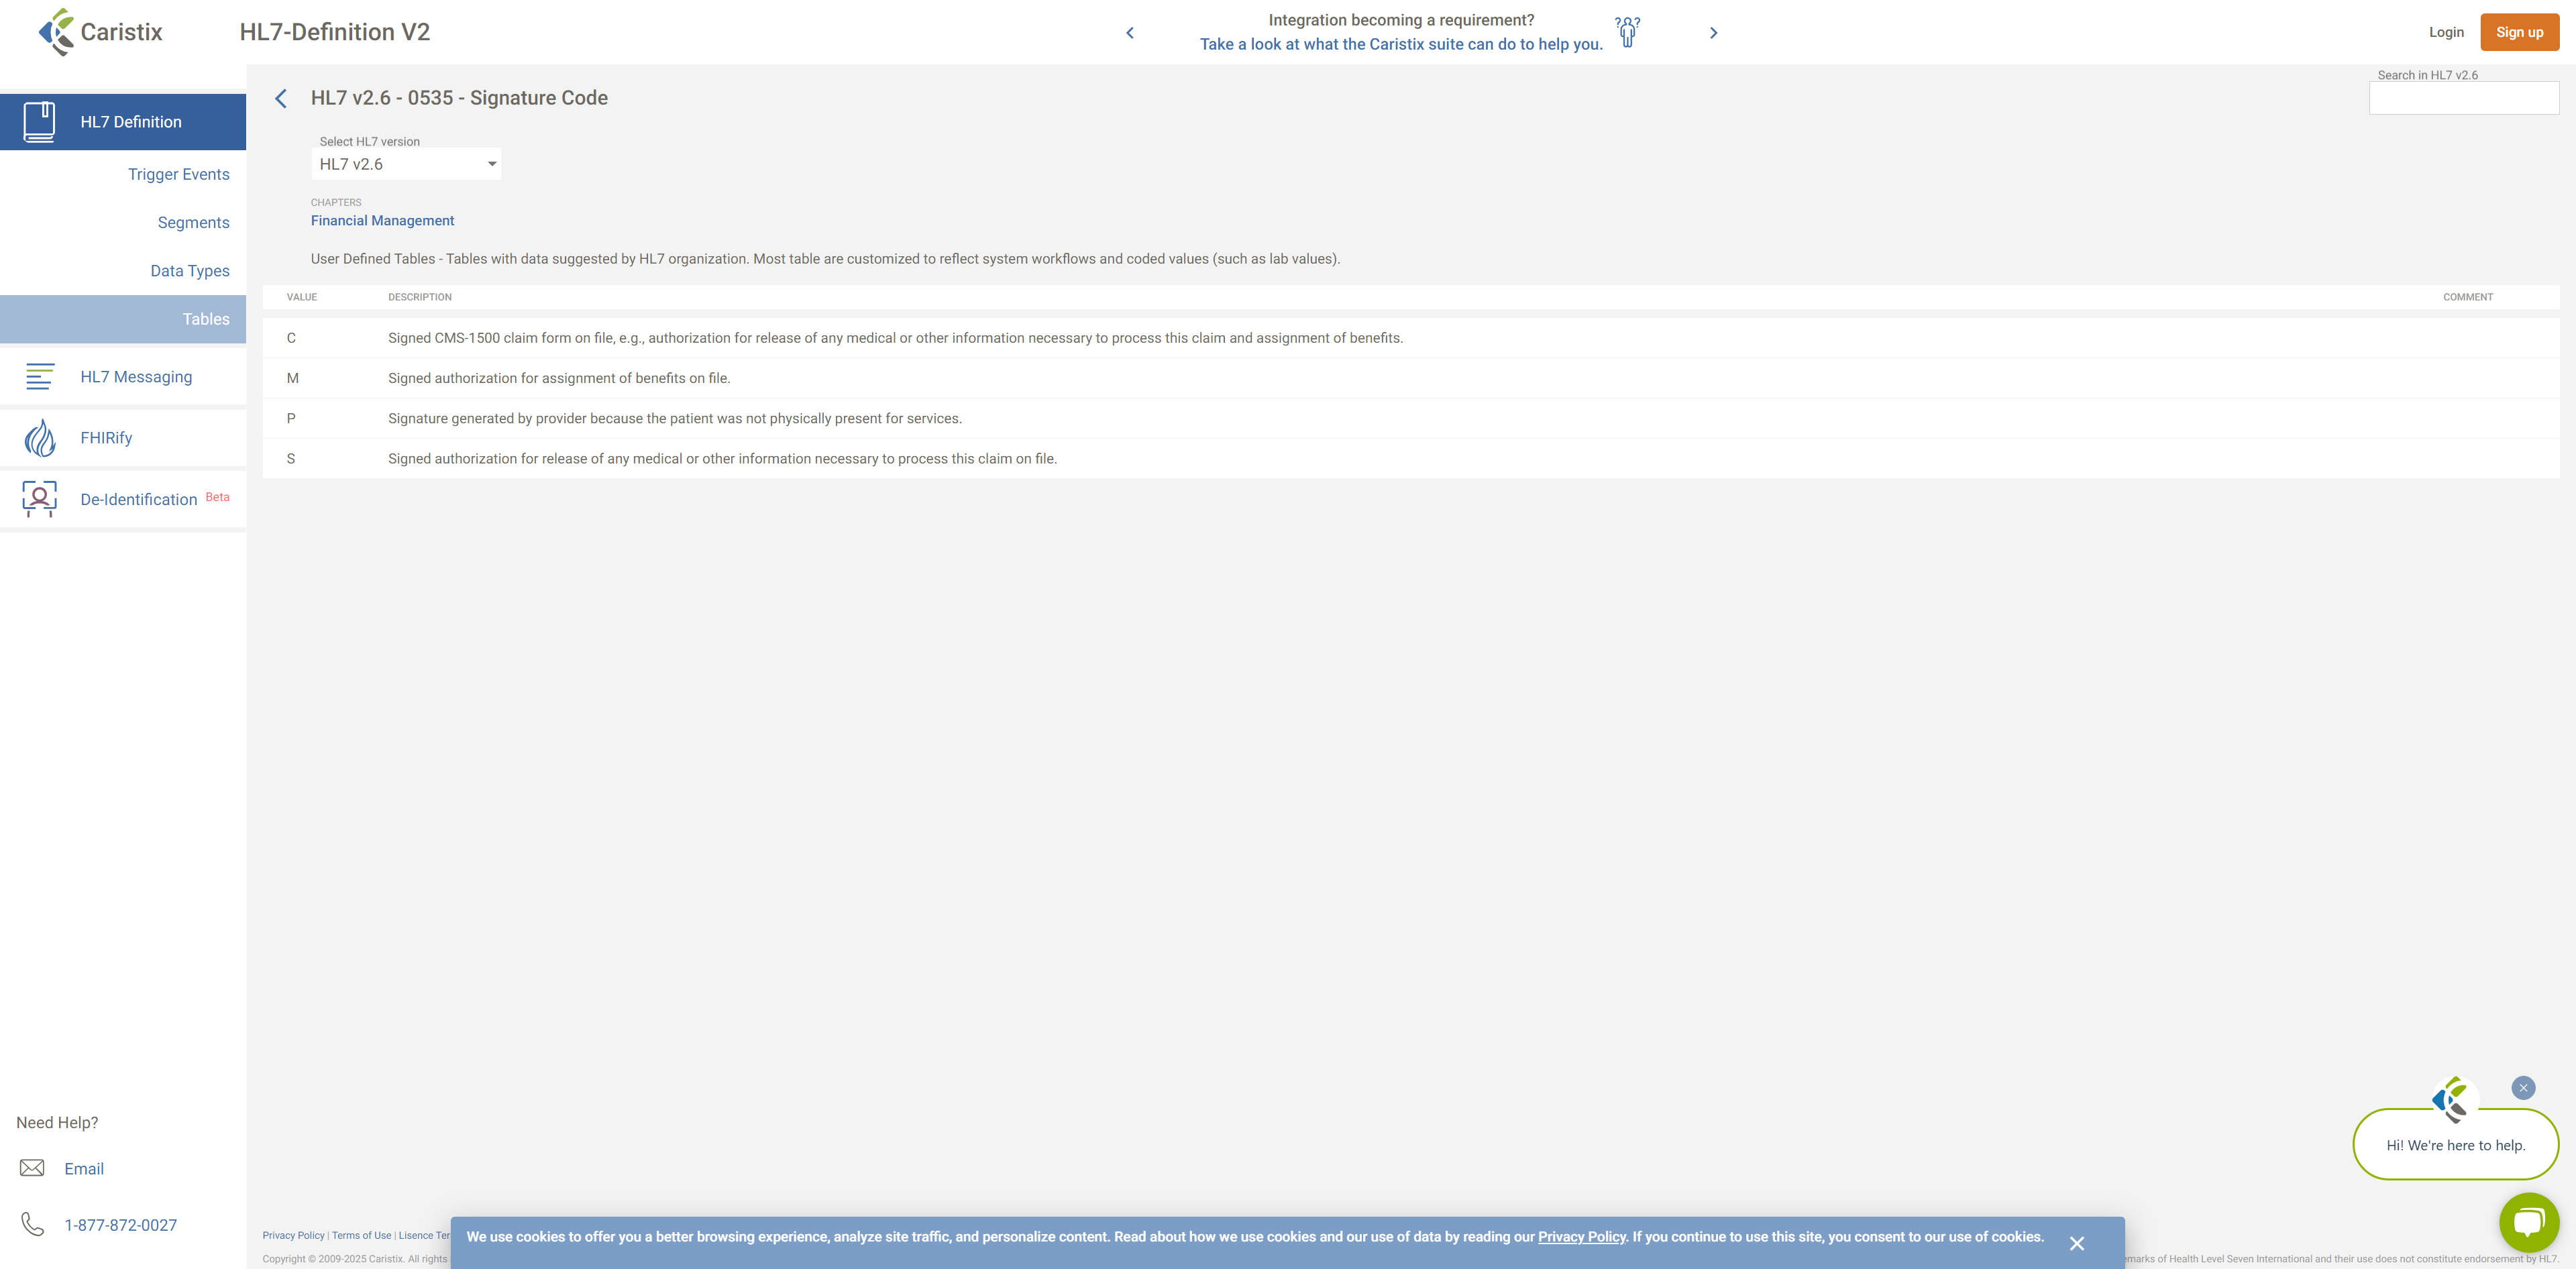 Caristix
HL7-Definition V2
Integration becoming a requirement?
Take a look at what the Caristix suite can do to help you.
Login
Sign up
HL7 Definition
Trigger Events
Segments
Data Types
Tables
HL7 Messaging
FHIRify
De-Identification Beta
Need Help?
Email
1-877-872-0027
HL7 v2.6 - 0535 - Signature Code
Search in HL7 v2.6
Select HL7 version
HL7 v2.6
CHAPTERS
Financial Management
User Defined Tables - Tables with data suggested by HL7 organization. Most table are customized to reflect system workflows and coded values (such as lab values).
VALUE DESCRIPTION COMMENT
C Signed CMS-1500 claim form on file, e.g., authorization for release of any medical or other information necessary to process this claim and assignment of benefits.
M Signed authorization for assignment of benefits on file.
P Signature generated by provider because the patient was not physically present for services.
S Signed authorization for release of any medical or other information necessary to process this claim on file.
Hi! We're here to help.
Privacy Policy | Terms of Use | Lisence Ter
We use cookies to offer you a better browsing experience, analyze site traffic, and personalize content. Read about how we use cookies and our use of data by reading our Privacy Policy. If you continue to use this site, you consent to our use of cookies.
Copyright © 2009-2025 Caristix. All rights
emarks of Health Level Seven International and their use does not constitute endorsement by HL7.